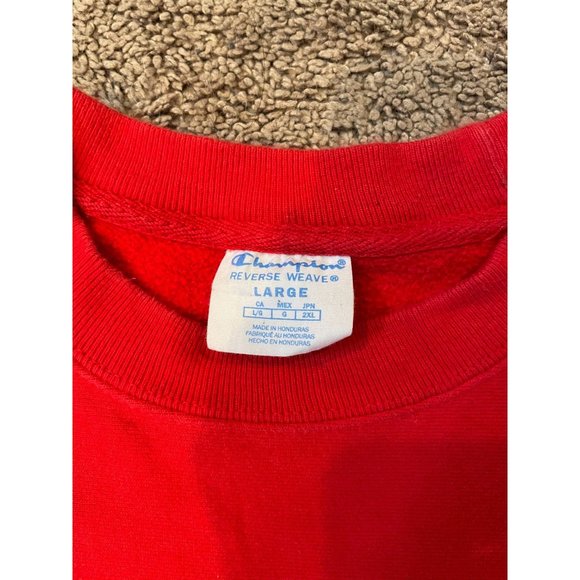 Champion®
REVERSE WEAVE®
LARGE
CA MEX JPN
L/G G 2XL
MADE IN HONDURAS
FABRIQUÉ AU HONDURAS
HECHO EN HONDURAS